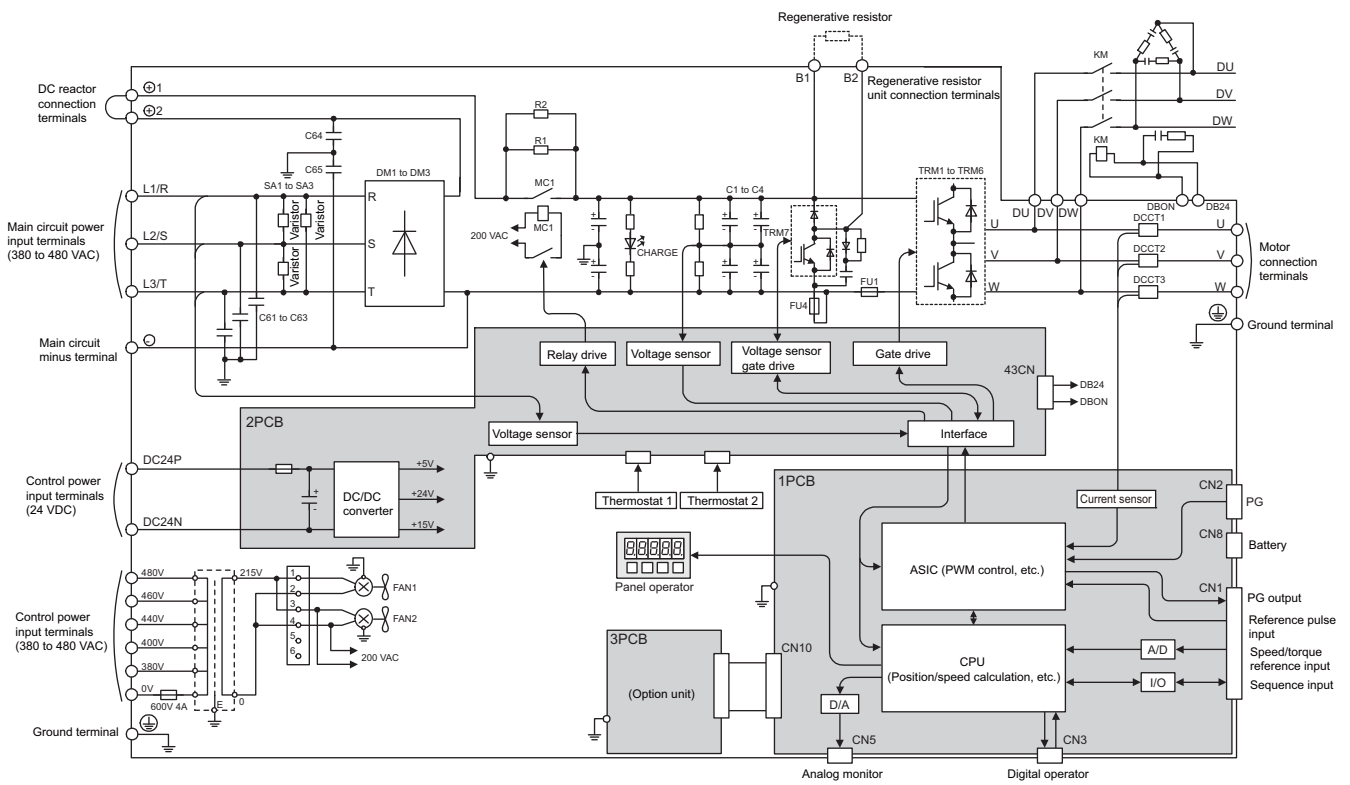 Regenerative resistor
B1
B2
Regenerative resistor
unit connection terminals
KM
DU
DV
DW
KM
DC reactor
connection
terminals
⊕1
⊕2
C64
C65
R2
R1
MC1
MC1
200 VAC
CHARGE
C1 to C4
TRM7
TRM1 to TRM6
DU
DV
DW
DBON
DB24
Main circuit power
input terminals
(380 to 480 VAC)
L1/R
L2/S
L3/T
SA1 to SA3
Varistor
Varistor
Varistor
DM1 to DM3
R
S
T
C61 to C63
FU4
FU1
U
V
W
DCCT1
DCCT2
DCCT3
U
V
W
Motor
connection
terminals
Main circuit
minus terminal
⊖
Ground terminal
Relay drive
Voltage sensor
Voltage sensor
gate drive
Gate drive
43CN
DB24
DBON
2PCB
Voltage sensor
Interface
Control power
input terminals
(24 VDC)
DC24P
DC24N
+
-
DC/DC
converter
+5V
+24V
+15V
Thermostat 1
Thermostat 2
1PCB
Current sensor
CN2
PG
CN8
Battery
CN1
PG output
Reference pulse
input
Speed/torque
reference input
Sequence input
ASIC (PWM control, etc.)
CPU
(Position/speed calculation, etc.)
A/D
I/O
D/A
Panel operator
Control power
input terminals
(380 to 480 VAC)
480V
460V
440V
400V
380V
0V
600V 4A
215V
0
E
1
2
3
4
5
6
FAN1
FAN2
200 VAC
Ground terminal
3PCB
(Option unit)
CN10
CN5
CN3
Analog monitor
Digital operator